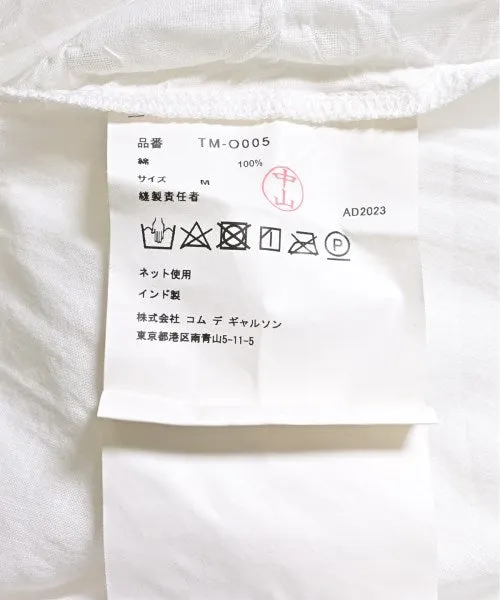 品番 TM-O005
綿 100%
サイズ M
中山
縫製責任者
AD2023
P
ネット使用
インド製
株式会社 コム デ ギャルソン
東京都港区南青山5-11-5